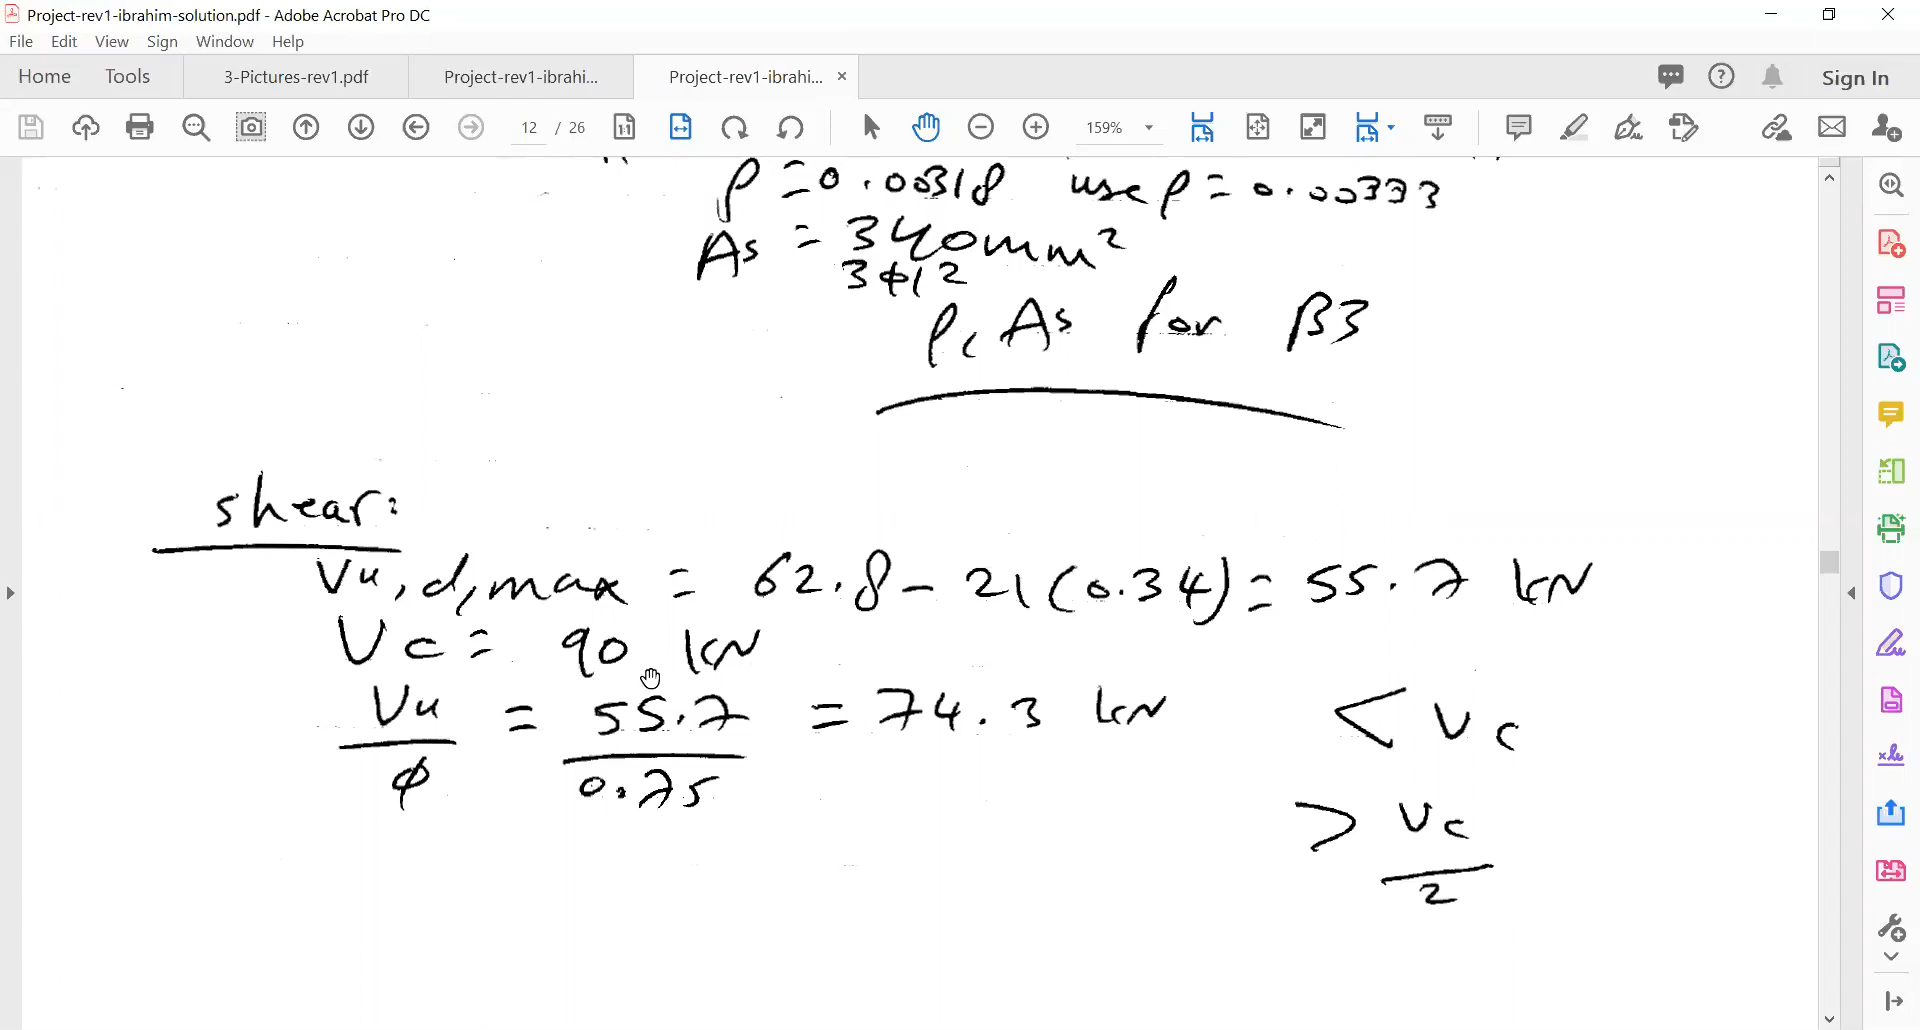 Project-rev1-ibrahim-solution.pdf - Adobe Acrobat Pro DC
File Edit View Sign Window Help
Home Tools 3-Pictures-rev1.pdf Project-rev1-ibrahi... Project-rev1-ibrahi... × Sign In
12 / 26 159%
ρ = 0.00318 use ρ = 0.00333
As = 340mm²
3φ12
ρ, As for B3
shear:
Vu,d,max = 62.8 - 21(0.34) = 55.7 kN
Vc = 90 kN
Vu/φ = 55.7/0.75 = 74.3 kN < Vc
> Vc/2